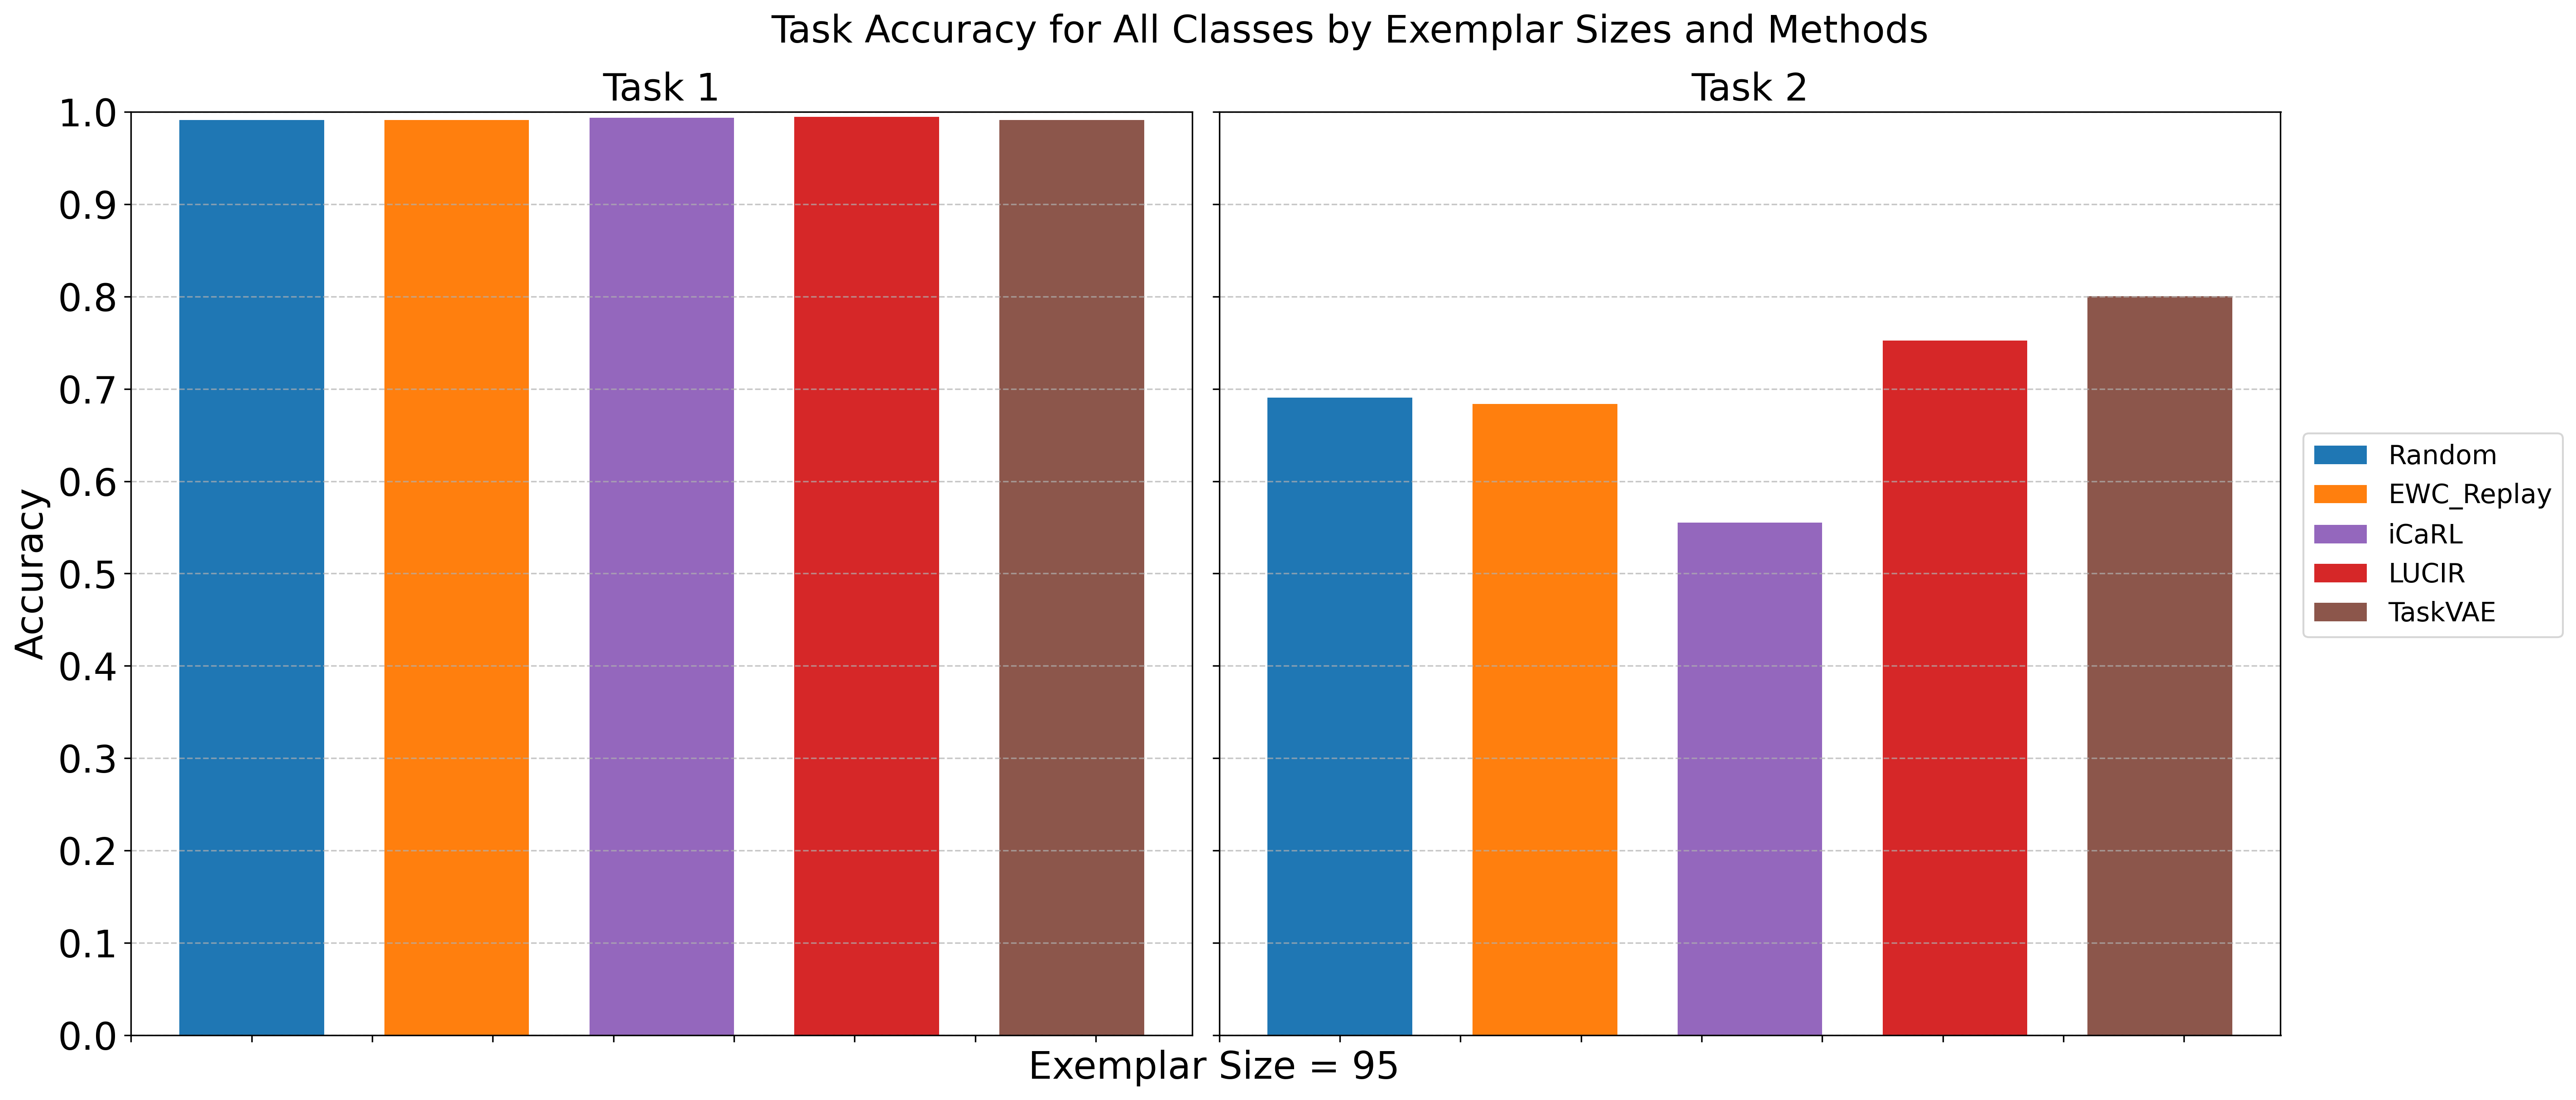 Task Accuracy for All Classes by Exemplar Sizes and Methods
Task 1
Task 2
1.0
0.9
0.8
0.7
0.6
0.5
0.4
0.3
0.2
0.1
0.0
Accuracy
Exemplar Size = 95
Random
EWC_Replay
iCaRL
LUCIR
TaskVAE